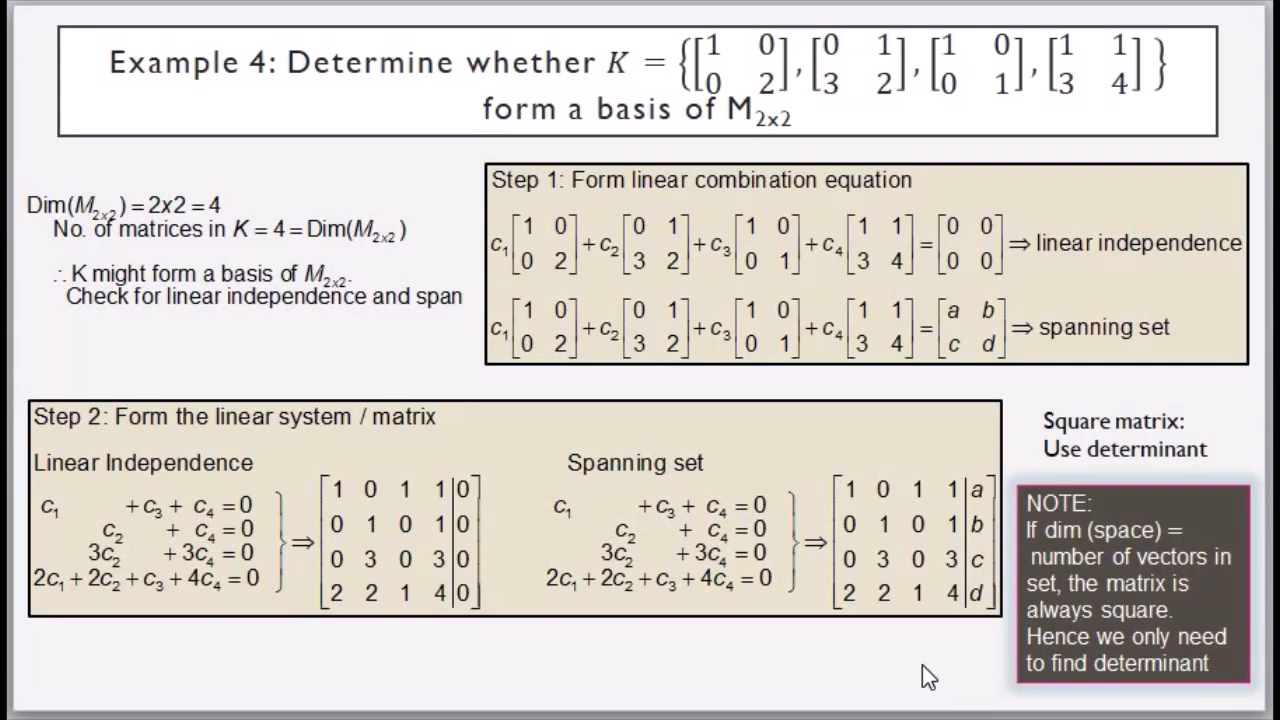 Example 4: Determine whether K = {[1 0; 0 2], [0 1; 3 2], [1 0; 0 1], [1 1; 3 4]}
form a basis of M₂ₓ₂
Dim(M₂ₓ₂) = 2x2 = 4
No. of matrices in K = 4 = Dim(M₂ₓ₂)
∴ K might form a basis of M₂ₓ₂.
Check for linear independence and span
Step 1: Form linear combination equation
c₁[1 0; 0 2] + c₂[0 1; 3 2] + c₃[1 0; 0 1] + c₄[1 1; 3 4] = [0 0; 0 0] ⇒ linear independence
c₁[1 0; 0 2] + c₂[0 1; 3 2] + c₃[1 0; 0 1] + c₄[1 1; 3 4] = [a b; c d] ⇒ spanning set
Step 2: Form the linear system / matrix
Linear Independence
c₁ + c₃ + c₄ = 0
c₂ + c₄ = 0
3c₂ + 3c₄ = 0
2c₁ + 2c₂ + c₃ + 4c₄ = 0
} ⇒
1 0 1 1 | 0
0 1 0 1 | 0
0 3 0 3 | 0
2 2 1 4 | 0
Spanning set
c₁ + c₃ + c₄ = 0
c₂ + c₄ = 0
3c₂ + 3c₄ = 0
2c₁ + 2c₂ + c₃ + 4c₄ = 0
} ⇒
1 0 1 1 | a
0 1 0 1 | b
0 3 0 3 | c
2 2 1 4 | d
Square matrix:
Use determinant
NOTE:
If dim (space) =
number of vectors in
set, the matrix is
always square.
Hence we only need
to find determinant